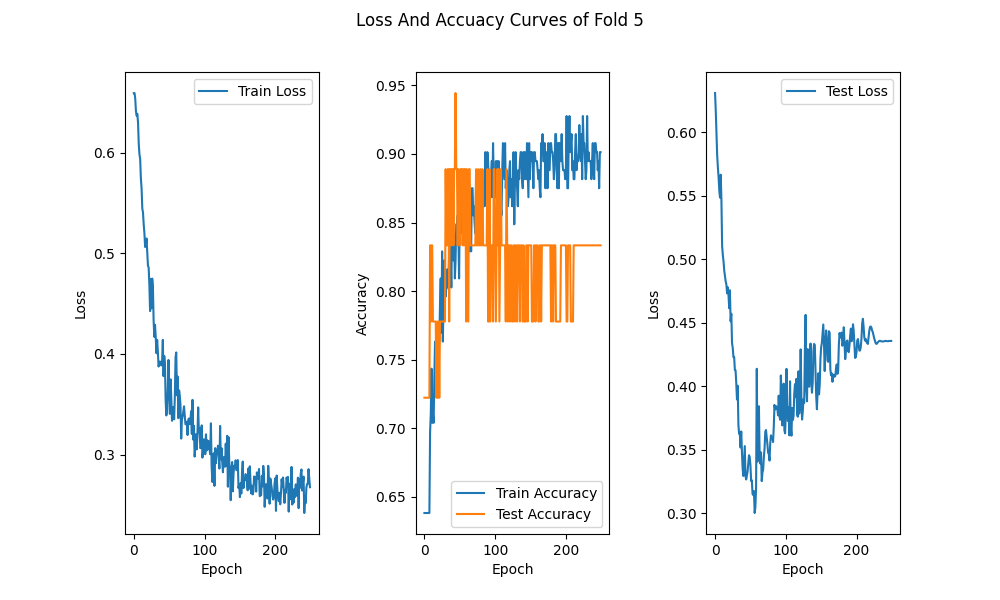 Loss And Accuacy Curves of Fold 5
Train Loss
0.6
0.5
0.4
0.3
Loss
0
100
200
Epoch
0.95
0.90
0.85
0.80
0.75
0.70
0.65
Accuracy
Train Accuracy
Test Accuracy
0
100
200
Epoch
Test Loss
0.60
0.55
0.50
0.45
0.40
0.35
0.30
Loss
0
100
200
Epoch